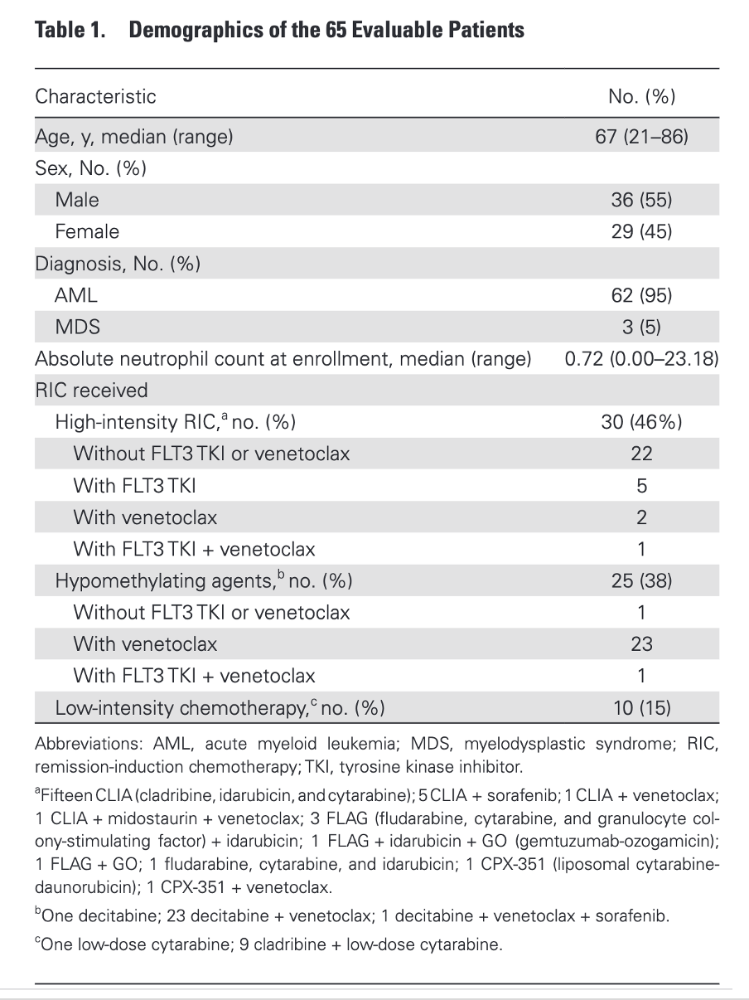 Table 1. Demographics of the 65 Evaluable Patients
Characteristic No. (%)
Age, y, median (range) 67 (21–86)
Sex, No. (%)
Male 36 (55)
Female 29 (45)
Diagnosis, No. (%)
AML 62 (95)
MDS 3 (5)
Absolute neutrophil count at enrollment, median (range) 0.72 (0.00–23.18)
RIC received
High-intensity RIC,a no. (%) 30 (46%)
Without FLT3 TKI or venetoclax 22
With FLT3 TKI 5
With venetoclax 2
With FLT3 TKI + venetoclax 1
Hypomethylating agents,b no. (%) 25 (38)
Without FLT3 TKI or venetoclax 1
With venetoclax 23
With FLT3 TKI + venetoclax 1
Low-intensity chemotherapy,c no. (%) 10 (15)
Abbreviations: AML, acute myeloid leukemia; MDS, myelodysplastic syndrome; RIC,
remission-induction chemotherapy; TKI, tyrosine kinase inhibitor.
aFifteen CLIA (cladribine, idarubicin, and cytarabine); 5 CLIA + sorafenib; 1 CLIA + venetoclax;
1 CLIA + midostaurin + venetoclax; 3 FLAG (fludarabine, cytarabine, and granulocyte col-
ony-stimulating factor) + idarubicin; 1 FLAG + idarubicin + GO (gemtuzumab-ozogamicin);
1 FLAG + GO; 1 fludarabine, cytarabine, and idarubicin; 1 CPX-351 (liposomal cytarabine-
daunorubicin); 1 CPX-351 + venetoclax.
bOne decitabine; 23 decitabine + venetoclax; 1 decitabine + venetoclax + sorafenib.
cOne low-dose cytarabine; 9 cladribine + low-dose cytarabine.